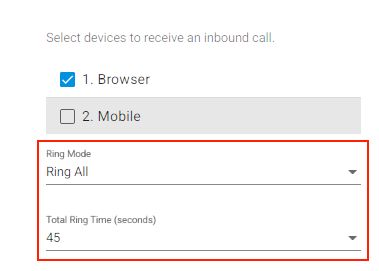 Select devices to receive an inbound call.
1. Browser
2. Mobile
Ring Mode
Ring All
Total Ring Time (seconds)
45